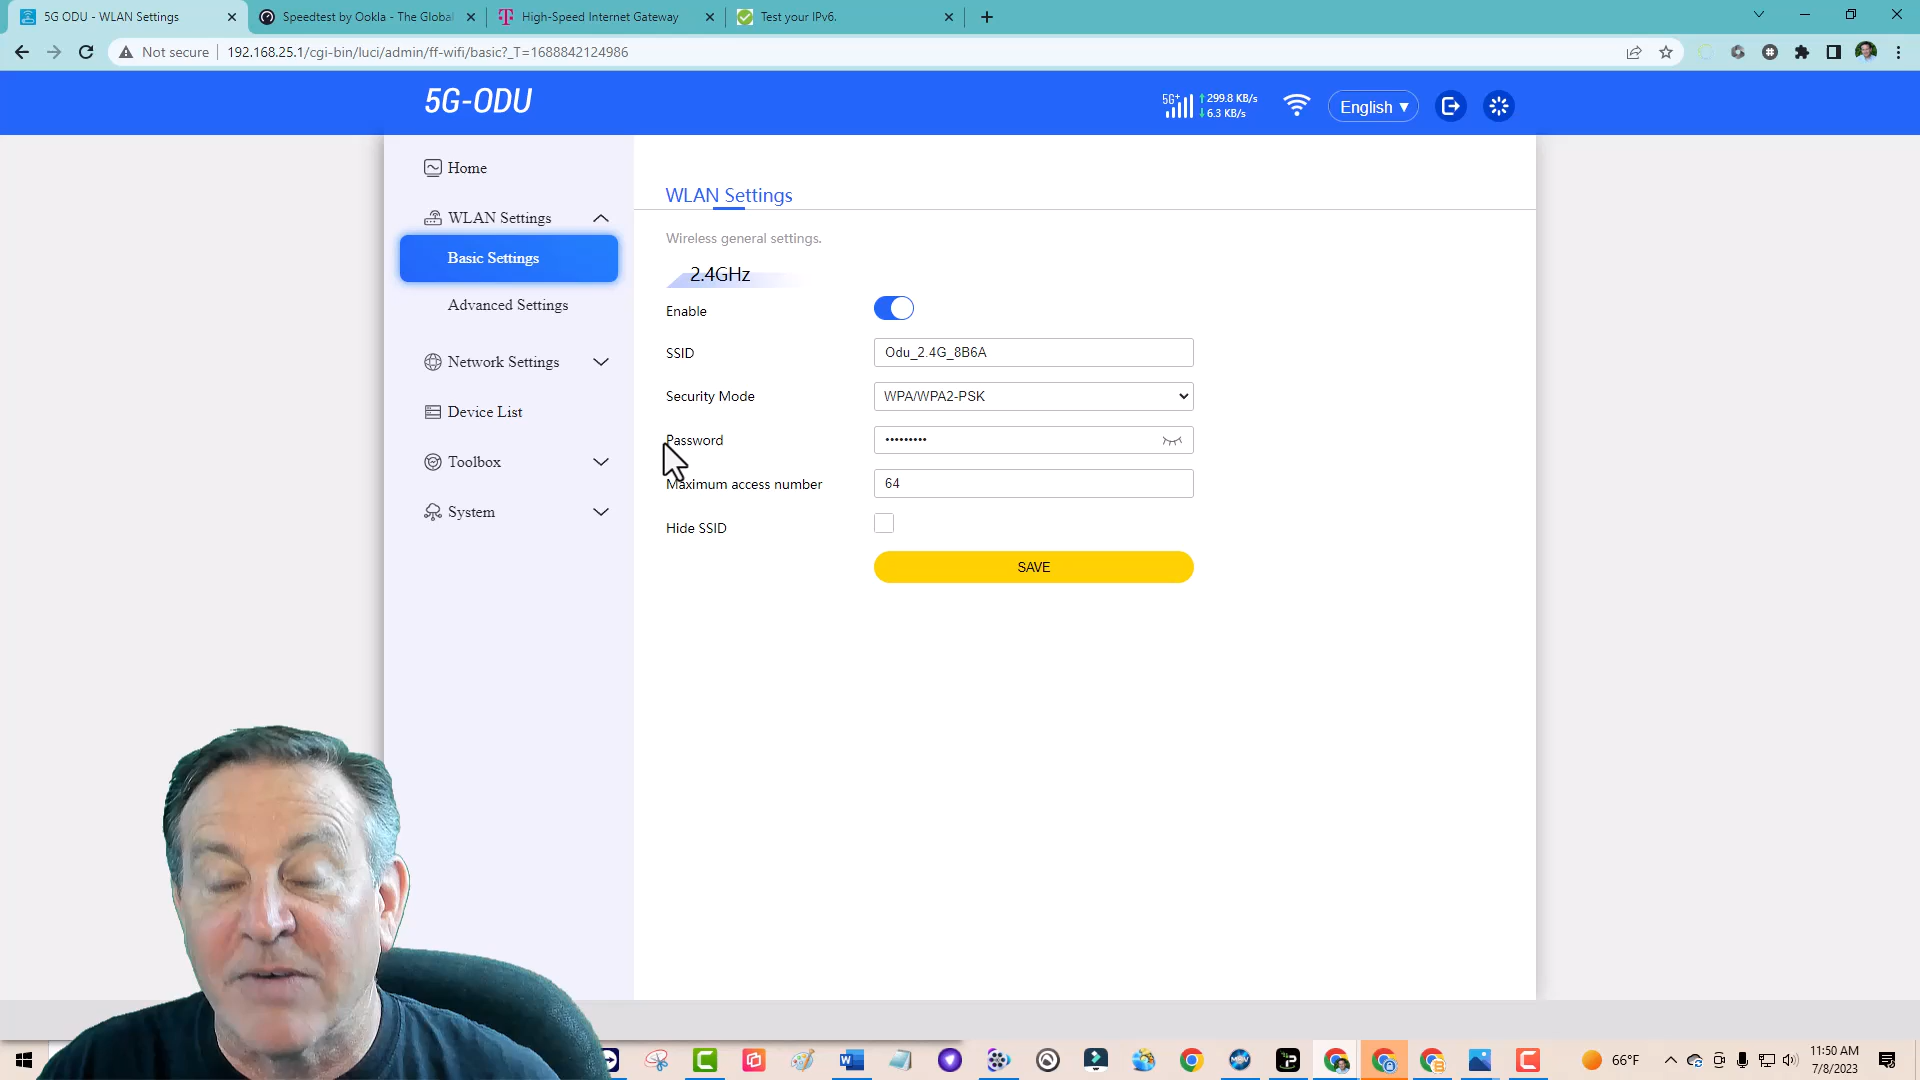 5G ODU - WLAN Settings
Speedtest by Ookla - The Global
High-Speed Internet Gateway
Test your IPv6.
Not secure
192.168.25.1/cgi-bin/luci/admin/ff-wifi/basic?_T=1688842124986
5G-ODU
5G+
299.8 KB/s
6.3 KB/s
English ▾
Home
WLAN Settings
Basic Settings
Advanced Settings
Network Settings
Device List
Toolbox
System
WLAN Settings
Wireless general settings.
2.4GHz
Enable
SSID
Odu_2.4G_8B6A
Security Mode
WPA/WPA2-PSK
Password
•••••••••
Maximum access number
64
Hide SSID
SAVE
66°F
11:50 AM
7/8/2023